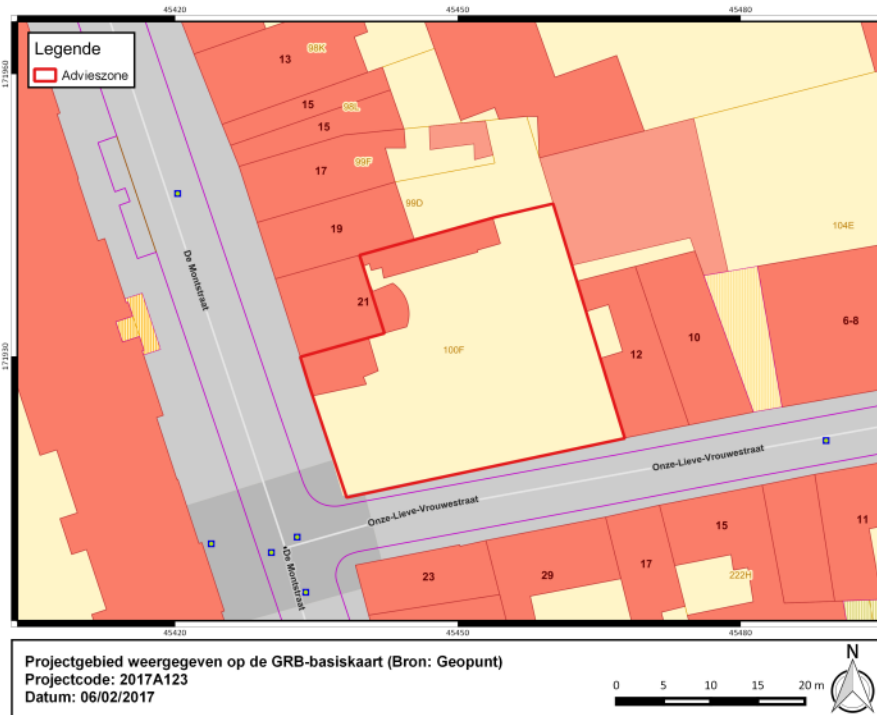 45420 45450 45480
Legende
Advieszone
171960
171930
13
98K
15
98L
15
17
99F
19
99D
104E
De Montstraat
21
100F
12
10
6-8
Onze-Lieve-Vrouwestraat
Onze-Lieve-Vrouwestraat
De Montstraat
23
29
17
15
11
222H
45420 45450 45480
Projectgebied weergegeven op de GRB-basiskaart (Bron: Geopunt)
Projectcode: 2017A123
Datum: 06/02/2017
0 5 10 15 20 m
N